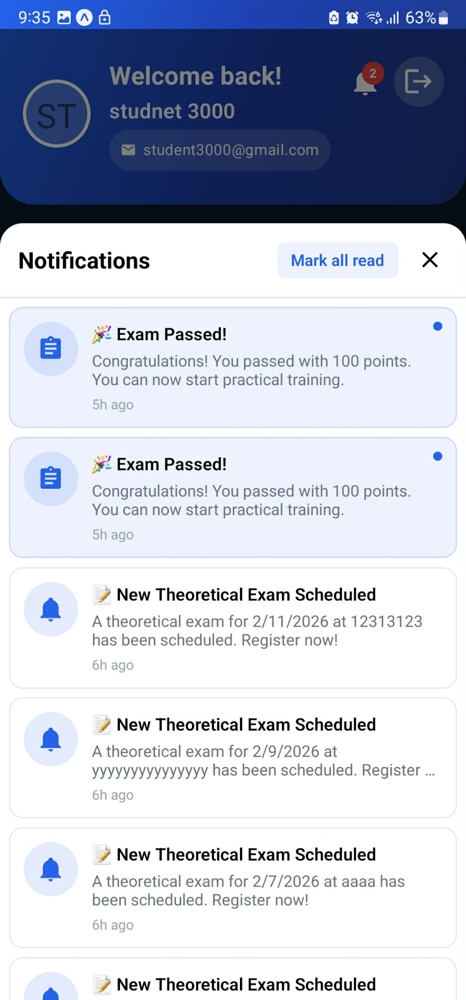 9:35
63%
Welcome back!
2
ST
studnet 3000
student3000@gmail.com
Notifications
Mark all read
🎉 Exam Passed!
Congratulations! You passed with 100 points.
You can now start practical training.
5h ago
🎉 Exam Passed!
Congratulations! You passed with 100 points.
You can now start practical training.
5h ago
📝 New Theoretical Exam Scheduled
A theoretical exam for 2/11/2026 at 12313123
has been scheduled. Register now!
6h ago
📝 New Theoretical Exam Scheduled
A theoretical exam for 2/9/2026 at
yyyyyyyyyyyyyyy has been scheduled. Register ...
6h ago
📝 New Theoretical Exam Scheduled
A theoretical exam for 2/7/2026 at aaaa has
been scheduled. Register now!
6h ago
📝 New Theoretical Exam Scheduled